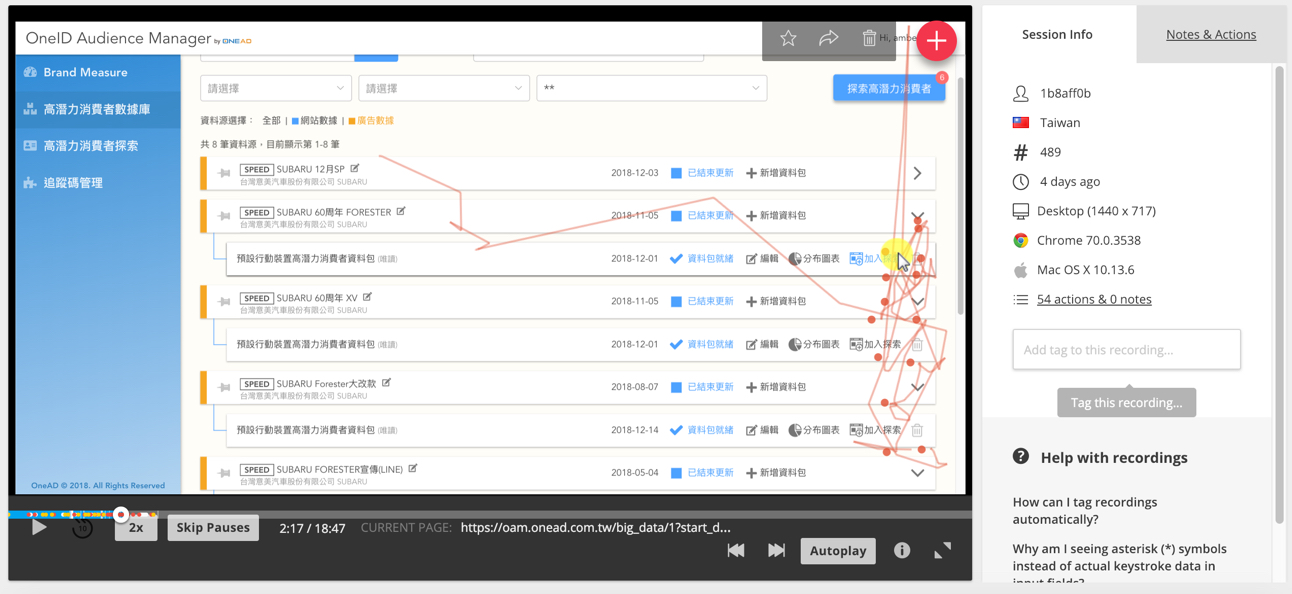 OneID Audience Manager by ONEAD
Hi, ambe
Brand Measure
高潛力消費者數據庫
高潛力消費者探索
追蹤碼管理
OneAD © 2018. All Rights Reserved
請選擇
請選擇
**
探索高潛力消費者
6
資料源選擇： 全部 | 網站數據 | 廣告數據
共 8 筆資料源，目前顯示第 1-8 筆
SPEED SUBARU 12月SP
台灣意美汽車股份有限公司 SUBARU
2018-12-03 已結束更新 新增資料包
SPEED SUBARU 60周年 FORESTER
台灣意美汽車股份有限公司 SUBARU
2018-11-05 已結束更新 新增資料包
預設行動裝置高潛力消費者資料包 (唯讀) 2018-12-01 資料包就緒 編輯 分布圖表 加入
SPEED SUBARU 60周年 XV
台灣意美汽車股份有限公司 SUBARU
2018-11-05 已結束更新 新增資料包
預設行動裝置高潛力消費者資料包 (唯讀) 2018-12-01 資料包就緒 編輯 分布圖表 加入探索
SPEED SUBARU Forester大改款
台灣意美汽車股份有限公司 SUBARU
2018-08-07 已結束更新 新增資料包
預設行動裝置高潛力消費者資料包 (唯讀) 2018-12-14 資料包就緒 編輯 分布圖表 加入探索
SPEED SUBARU FORESTER宣傳(LINE)
台灣意美汽車股份有限公司 SUBARU
2018-05-04 已結束更新 新增資料包
10
2x
Skip Pauses
2:17 / 18:47
CURRENT PAGE: https://oam.onead.com.tw/big_data/1?start_d...
Autoplay
Session Info
Notes & Actions
1b8aff0b
Taiwan
# 489
4 days ago
Desktop (1440 x 717)
Chrome 70.0.3538
Mac OS X 10.13.6
54 actions & 0 notes
Add tag to this recording...
Tag this recording...
Help with recordings
How can I tag recordings
automatically?
Why am I seeing asterisk (*) symbols
instead of actual keystroke data in
input fields?